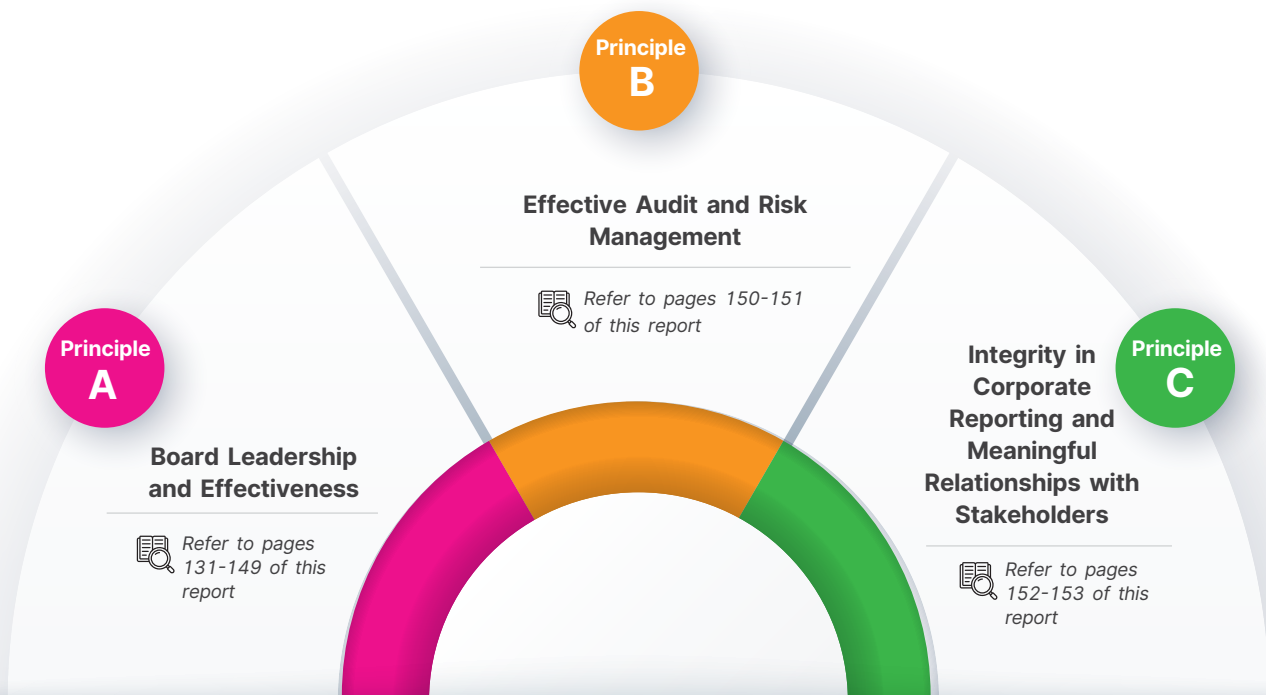 Principle
A
Board Leadership
and Effectiveness
Refer to pages
131-149 of this
report
Principle
B
Effective Audit and Risk
Management
Refer to pages 150-151
of this report
Principle
C
Integrity in
Corporate
Reporting and
Meaningful
Relationships with
Stakeholders
Refer to pages
152-153 of this
report